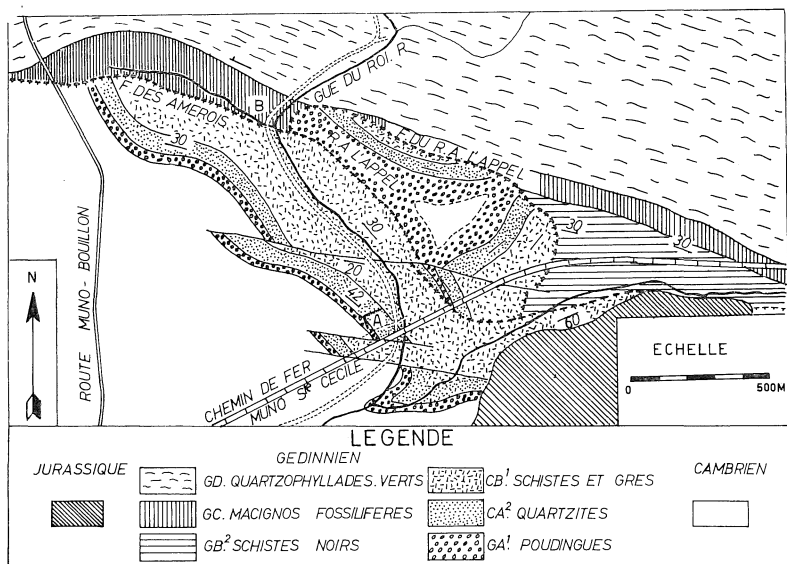 F. DES AMEROIS
B
GUE DU ROI. R
R. A L'APPEL
F. DU R. A L'APPEL
30
30
30
30
20
42
A
60
N
ROUTE MUNO-BOUILLON
CHEMIN DE FER
MUNO Ste CECILE
ECHELLE
0 500M
LEGENDE
GEDINNIEN
JURASSIQUE
CAMBRIEN
GD. QUARTZOPHYLLADES. VERTS
CB¹ SCHISTES ET GRES
GC. MACIGNOS FOSSILIFERES
CA² QUARTZITES
GB² SCHISTES NOIRS
GA¹. POUDINGUES